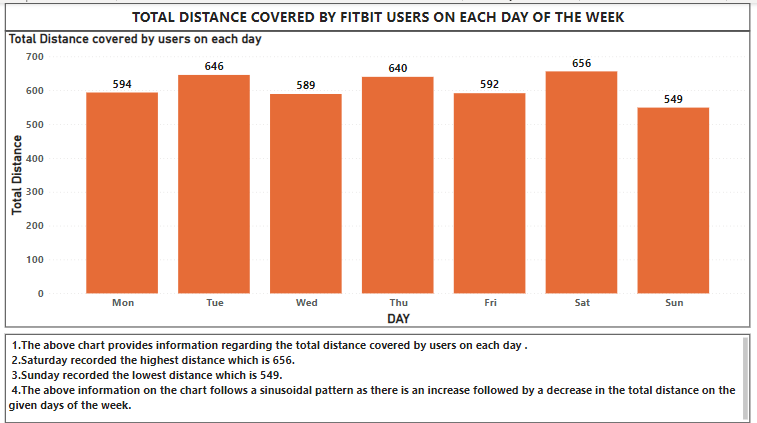 TOTAL DISTANCE COVERED BY FITBIT USERS ON EACH DAY OF THE WEEK
Total Distance covered by users on each day
700
600
500
400
300
200
100
0
Total Distance
594
646
589
640
592
656
549
Mon Tue Wed Thu Fri Sat Sun
DAY
1.The above chart provides information regarding the total distance covered by users on each day .
2.Saturday recorded the highest distance which is 656.
3.Sunday recorded the lowest distance which is 549.
4.The above information on the chart follows a sinusoidal pattern as there is an increase followed by a decrease in the total distance on the
given days of the week.